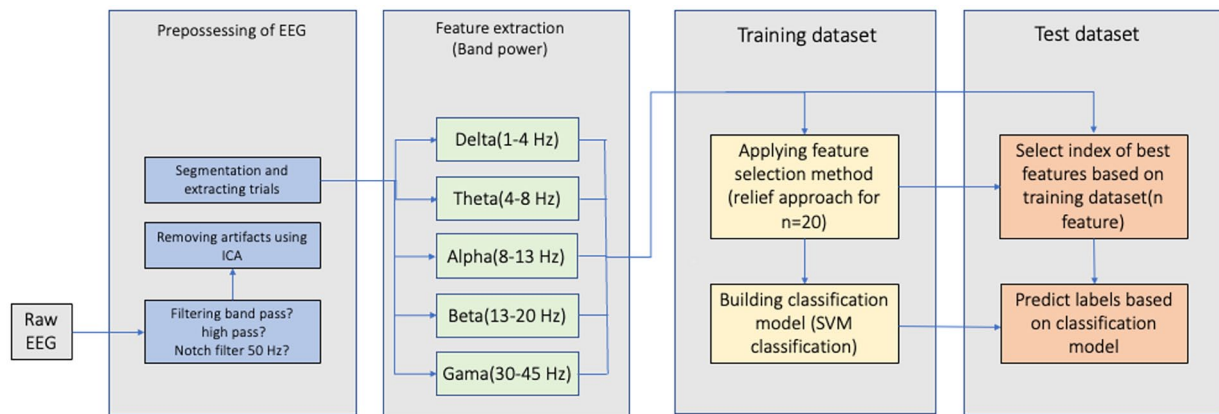 Prepossessing of EEG
Feature extraction
(Band power)
Training dataset
Test dataset
Raw
EEG
Segmentation and
extracting trials
Removing artifacts using
ICA
Filtering band pass?
high pass?
Notch filter 50 Hz?
Delta(1-4 Hz)
Theta(4-8 Hz)
Alpha(8-13 Hz)
Beta(13-20 Hz)
Gama(30-45 Hz)
Applying feature
selection method
(relief approach for
n=20)
Building classification
model (SVM
classification)
Select index of best
features based on
training dataset(n
feature)
Predict labels based
on classification
model